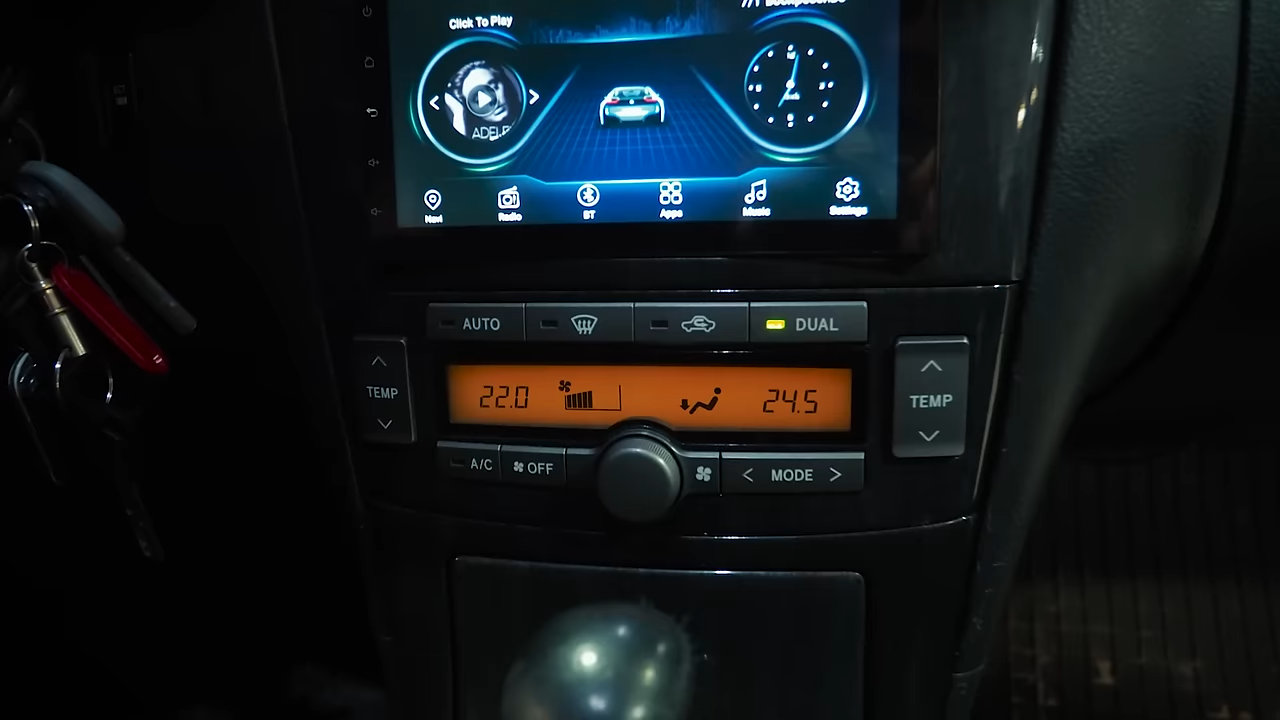 Click To Play
ADELE
Navi
Radio
BT
Apps
Music
Settings
AUTO
DUAL
TEMP
22.0
24.5
TEMP
A/C
OFF
MODE